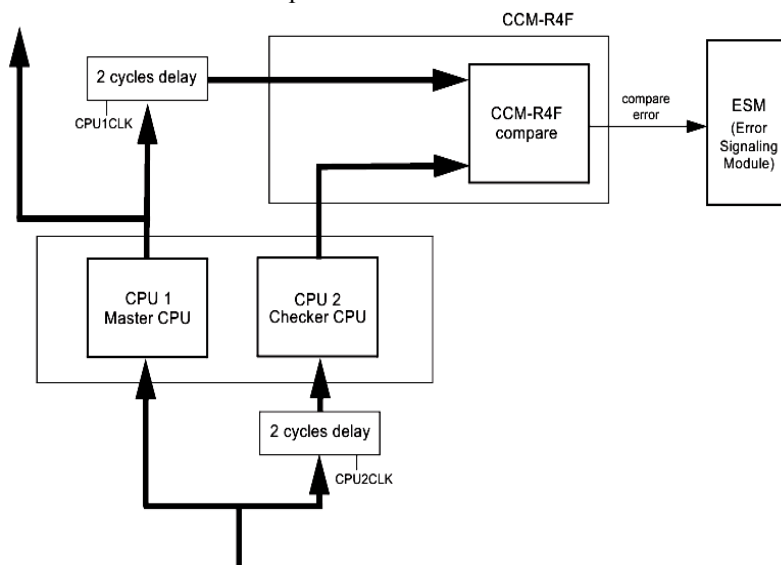 CCM-R4F
2 cycles delay
CPU1CLK
CCM-R4F
compare
compare
error
ESM
(Error
Signaling
Module)
CPU 1
Master CPU
CPU 2
Checker CPU
2 cycles delay
CPU2CLK